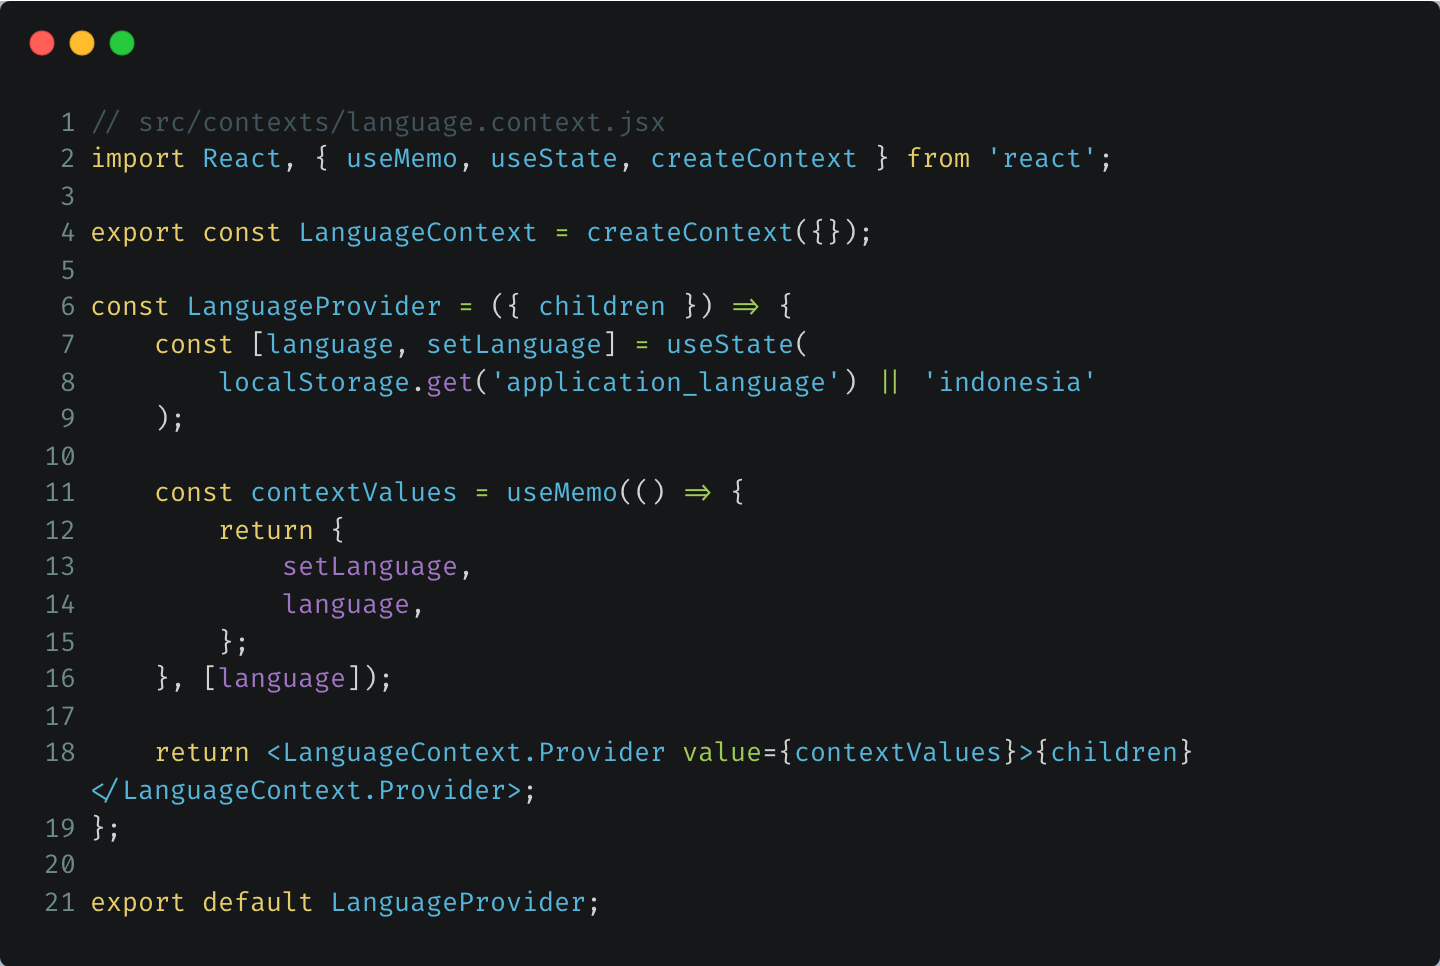 1 // src/contexts/language.context.jsx
2 import React, { useMemo, useState, createContext } from 'react';
3
4 export const LanguageContext = createContext({});
5
6 const LanguageProvider = ({ children }) => {
7     const [language, setLanguage] = useState(
8         localStorage.get('application_language') || 'indonesia'
9     );
10
11     const contextValues = useMemo(() => {
12         return {
13             setLanguage,
14             language,
15         };
16     }, [language]);
17
18     return <LanguageContext.Provider value={contextValues}>{children}
</LanguageContext.Provider>;
19 };
20
21 export default LanguageProvider;